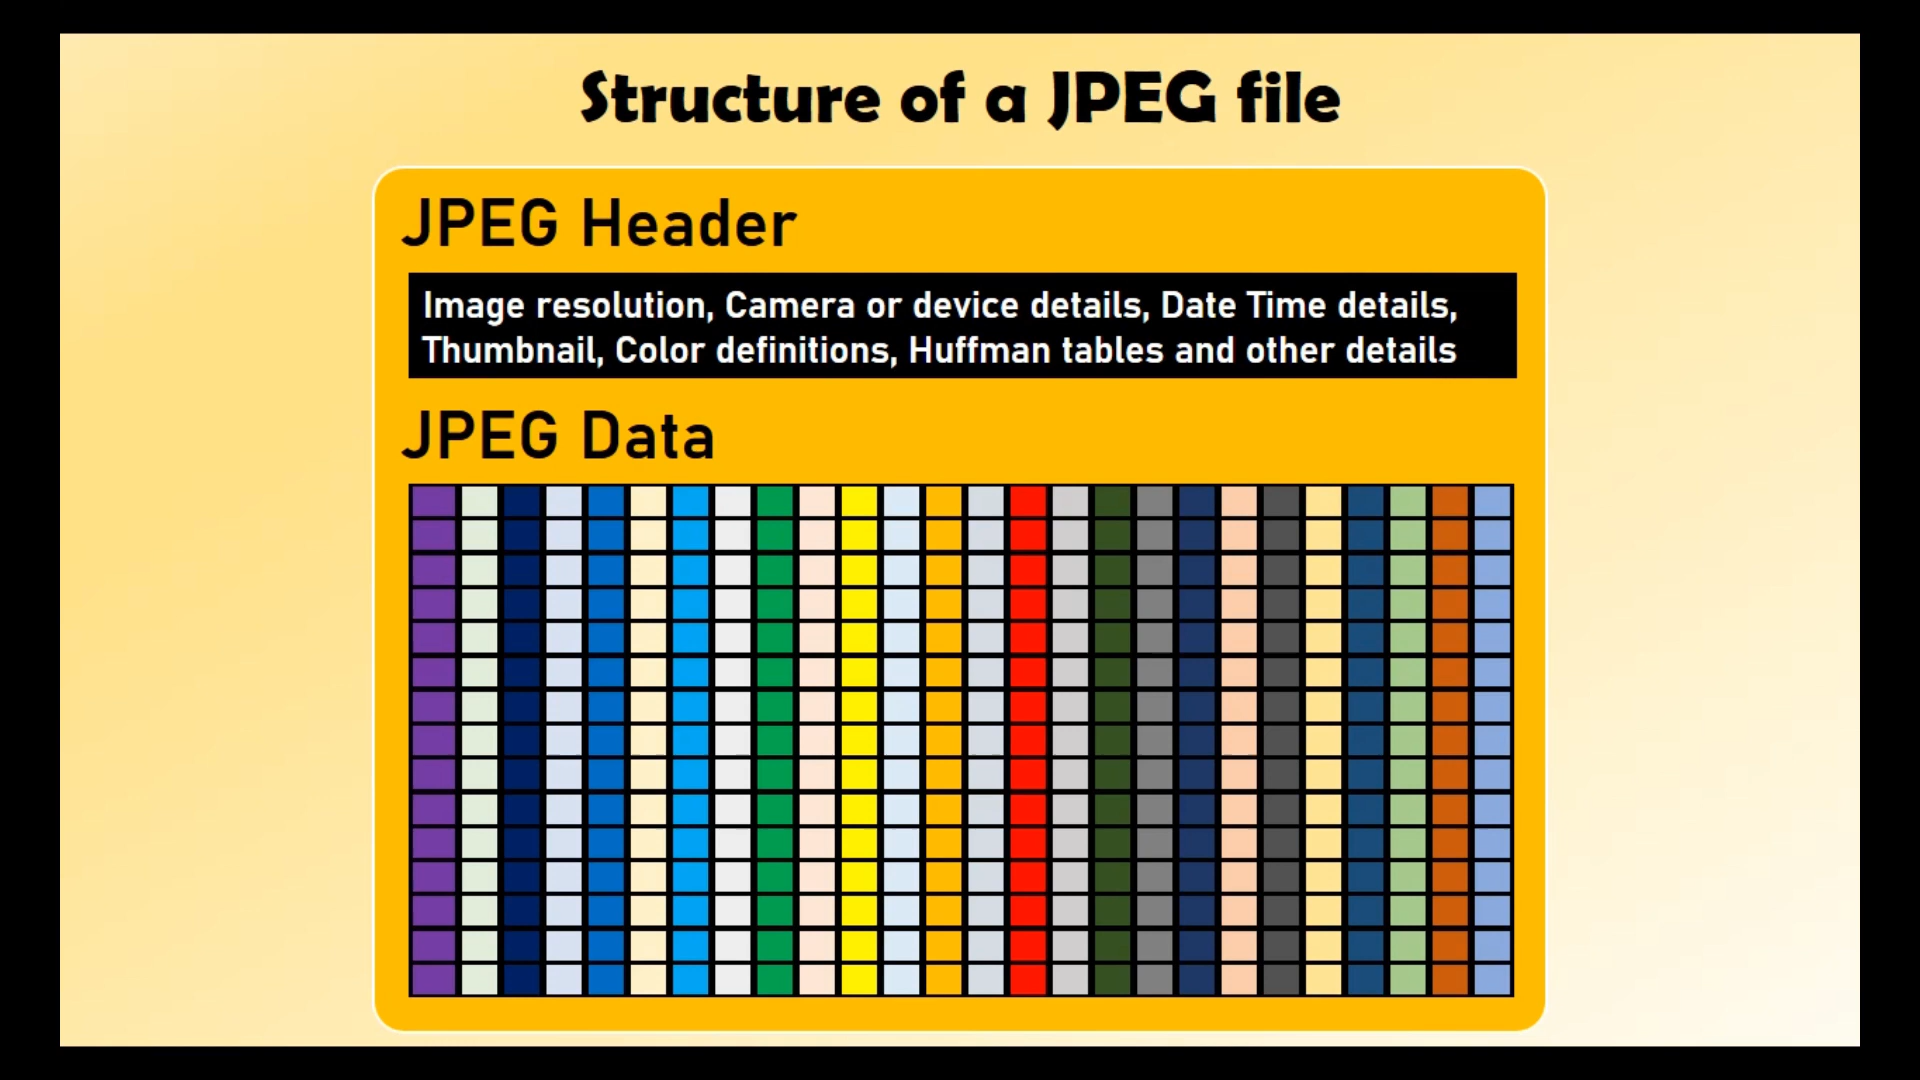 Structure of a JPEG file
JPEG Header
Image resolution, Camera or device details, Date Time details,
Thumbnail, Color definitions, Huffman tables and other details
JPEG Data